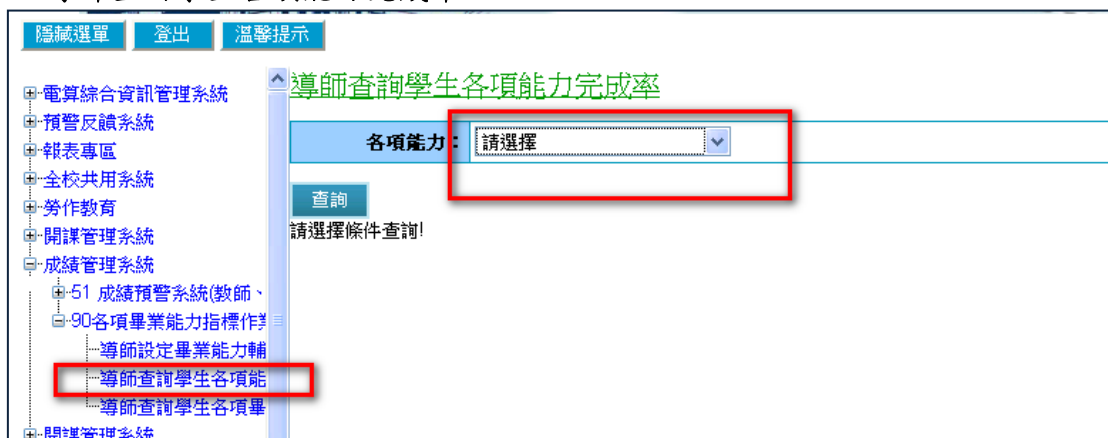 隱藏選單 登出 溫馨提示
電算綜合資訊管理系統
預警反饋系統
報表專區
全校共用系統
勞作教育
開課管理系統
成績管理系統
51 成績預警系統(教師、
90各項畢業能力指標作業
導師設定畢業能力輔
導師查詢學生各項能
導師查詢學生各項畢
開課管理系統
導師查詢學生各項能力完成率
各項能力： 請選擇
查詢
請選擇條件查詢!